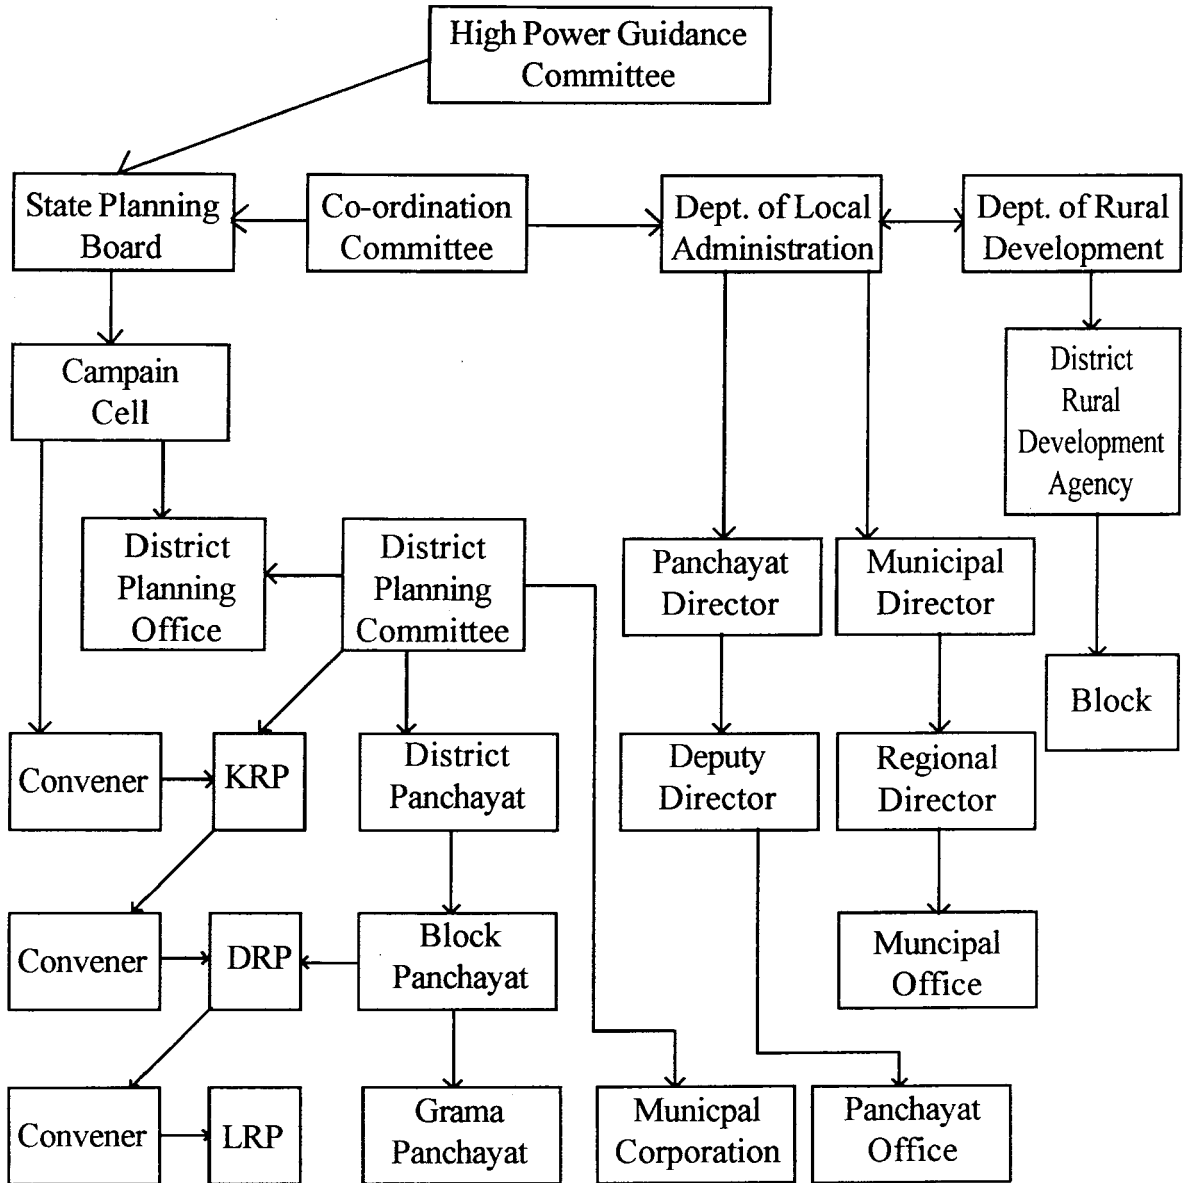 High Power Guidance
Committee
State Planning
Board
Co-ordination
Committee
Dept. of Local
Administration
Dept. of Rural
Development
Campain
Cell
District
Rural
Development
Agency
District
Planning
Office
District
Planning
Committee
Panchayat
Director
Municipal
Director
Block
Convener
KRP
District
Panchayat
Deputy
Director
Regional
Director
Convener
DRP
Block
Panchayat
Muncipal
Office
Convener
LRP
Grama
Panchayat
Municpal
Corporation
Panchayat
Office